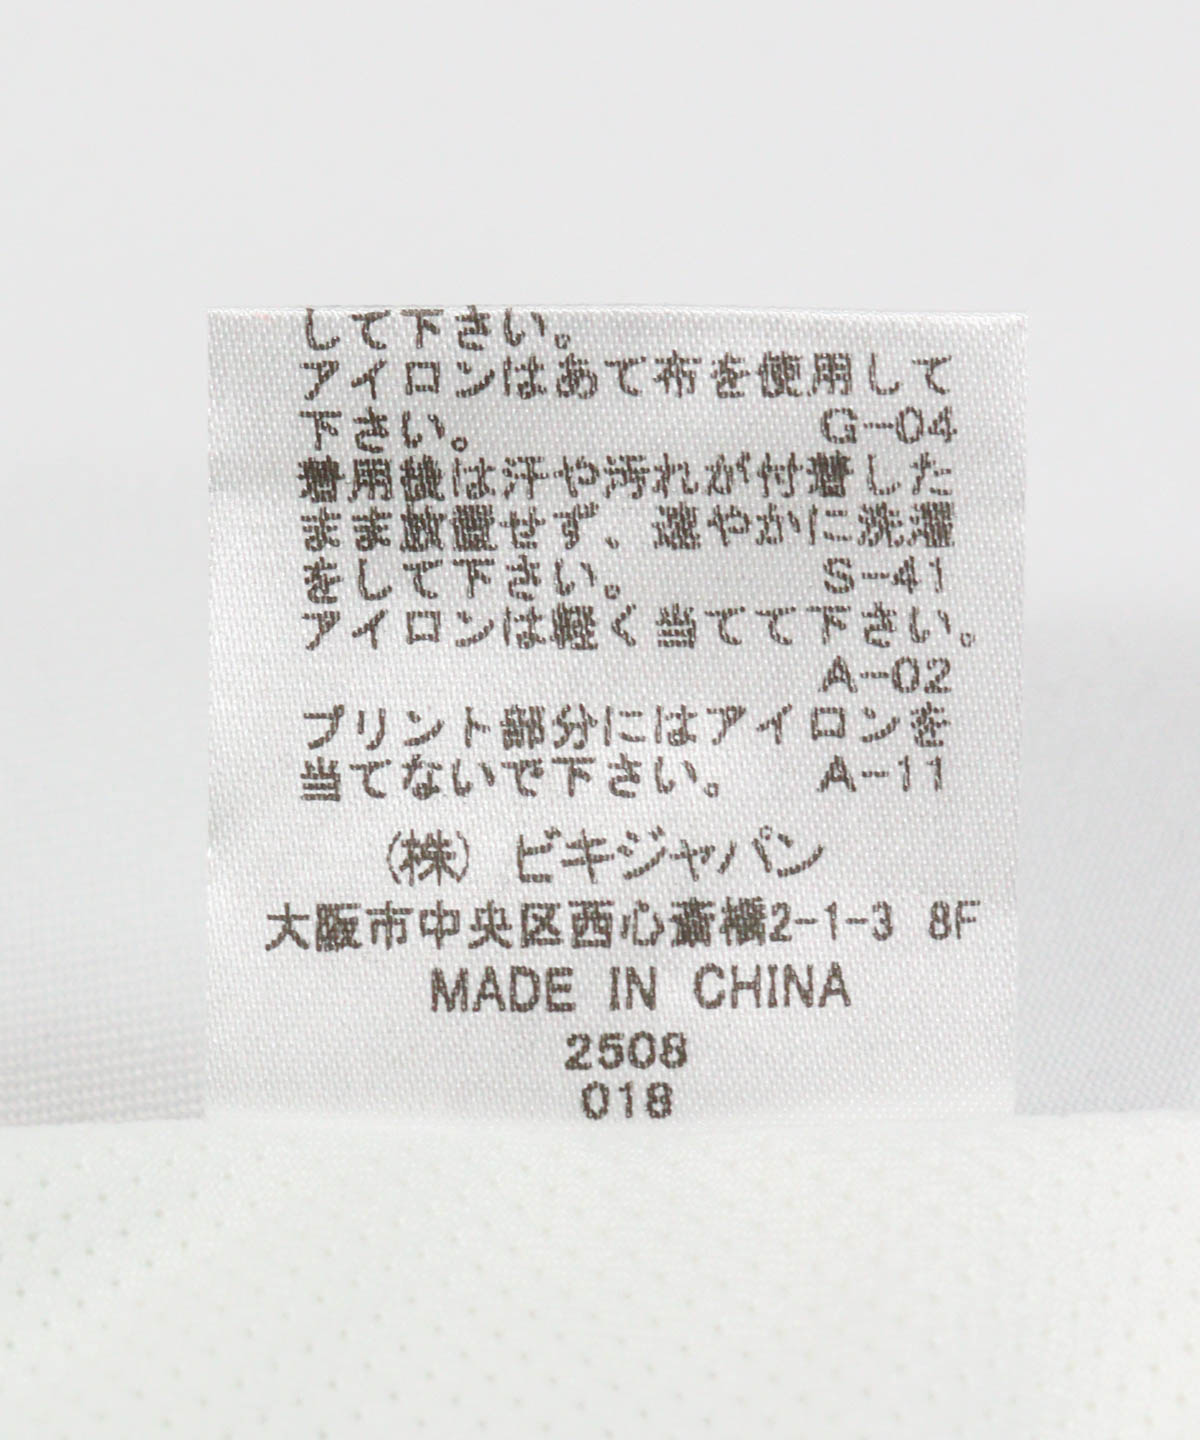 して下さい。
アイロンはあて布を使用して
下さい。 G-04
着用後は汗や汚れが付着した
まま放置せず、速やかに洗濯
をして下さい。 S-41
アイロンは軽く当てて下さい。
A-02
プリント部分にはアイロンを
当てないで下さい。 A-11
(株) ビキジャパン
大阪市中央区西心斎橋2-1-3 8F
MADE IN CHINA
2508
018